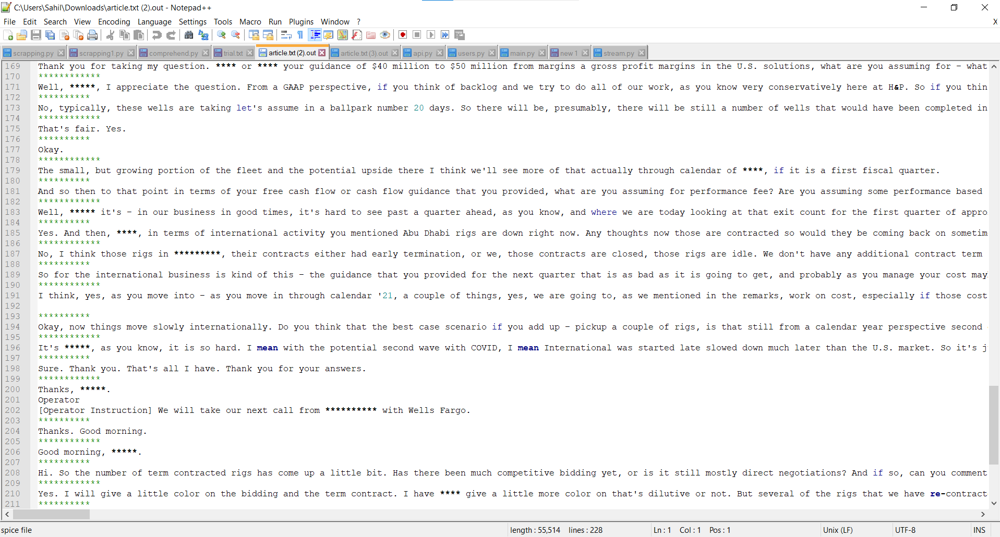 C:\Users\Sahil\Downloads\article.txt (2).out - Notepad++
File Edit Search View Encoding Language Settings Tools Macro Run Plugins Window ? X
scrapping.py scrapping1.py comprehend.py trial.txt article.txt (2).out article.txt (3).out api.py users.py main.py new 1 stream.py
169 Thank you for taking my question. **** or **** your guidance of $40 million to $50 million from margins a gross profit margins in the U.S. solutions, what are you assuming for – what
170 ************
171 Well, *****, I appreciate the question. From a GAAP perspective, if you think of backlog and we try to do all of our work, as you know very conservatively here at H&P. So if you thin
172 **********
173 No, typically, these wells are taking let's assume in a ballpark number 20 days. So there will be, presumably, there will be still a number of wells that would have been completed in
174 ************
175 That's fair. Yes.
176 **********
177 Okay.
178 ************
179 The small, but growing portion of the fleet and the potential upside there I think we'll see more of that actually through calendar of ****, if it is a first fiscal quarter.
180 **********
181 And so then to that point in terms of your free cash flow or cash flow guidance that you provided, what are you assuming for performance fee? Are you assuming some performance based
182 ************
183 Well, ***** it's – in our business in good times, it's hard to see past a quarter ahead, as you know, and where we are today looking at that exit count for the first quarter of appro
184 **********
185 Yes. And then, ****, in terms of international activity you mentioned Abu Dhabi rigs are down right now. Any thoughts now those are contracted so would they be coming back on sometim
186 ************
187 No, I think those rigs in *********, their contracts either had early termination, or we, those contracts are closed, those rigs are idle. We don't have any additional contract term
188 **********
189 So for the international business is kind of this – the guidance that you provided for the next quarter that is as bad as it is going to get, and probably as you manage your cost may
190 ************
191 I think, yes, as you move into – as you move in through calendar '21, a couple of things, yes, we are going to, as we mentioned in the remarks, work on cost, especially if those cost
192
193 **********
194 Okay, now things move slowly internationally. Do you think that the best case scenario if you add up – pickup a couple of rigs, is that still from a calendar year perspective second
195 ************
196 It's *****, as you know, it is so hard. I mean with the potential second wave with COVID, I mean International was started late slowed down much later than the U.S. market. So it's j
197 **********
198 Sure. Thank you. That's all I have. Thank you for your answers.
199 ************
200 Thanks, *****.
201 Operator
202 [Operator Instruction] We will take our next call from ********** with Wells Fargo.
203 **********
204 Thanks. Good morning.
205 ************
206 Good morning, *****.
207 **********
208 Hi. So the number of term contracted rigs has come up a little bit. Has there been much competitive bidding yet, or is it still mostly direct negotiations? And if so, can you comment
209 ************
210 Yes. I will give a little color on the bidding and the term contract. I have **** give a little more color on that's dilutive or not. But several of the rigs that we have re-contract
211 **********
spice file length : 55,514 lines : 228 Ln : 1 Col : 1 Pos : 1 Unix (LF) UTF-8 INS